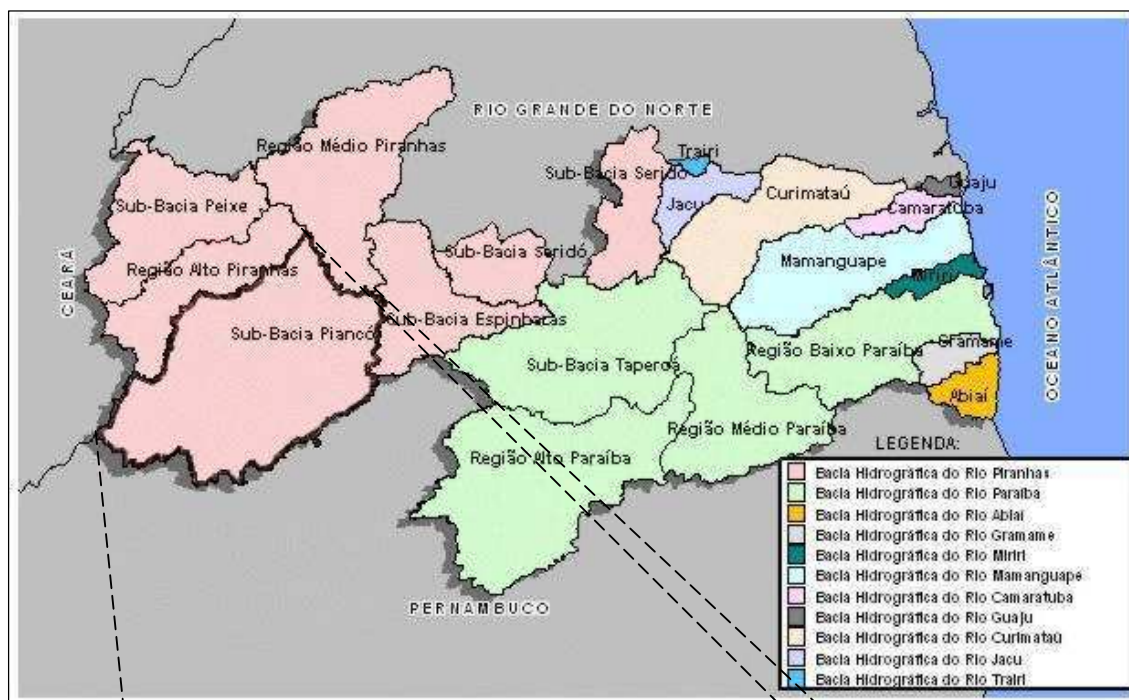 RIO GRANDE DO NORTE
Região Médio Piranhas
Trairi
Sub-Bacia Seridó
Guaju
Sub-Bacia Peixe
Jacu
Curimataú
Camaratuba
Sub-Bacia Seridó
Região Alto Piranhas
Mamanguape
Miriri
CEARÁ
OCEANO ATLÂNTICO
Sub-Bacia Piancó
Sub-Bacia Espinharas
Região Baixo Paraíba
Gramame
Sub-Bacia Taperoá
Abiaí
Região Médio Paraíba
Região Alto Paraíba
PERNAMBUCO
LEGENDA:
Bacia Hidrográfica do Rio Piranhas
Bacia Hidrográfica do Rio Paraíba
Bacia Hidrográfica do Rio Abiaí
Bacia Hidrográfica do Rio Gramame
Bacia Hidrográfica do Rio Miriri
Bacia Hidrográfica do Rio Mamanguape
Bacia Hidrográfica do Rio Camaratuba
Bacia Hidrográfica do Rio Guaju
Bacia Hidrográfica do Rio Curimataú
Bacia Hidrográfica do Rio Jacu
Bacia Hidrográfica do Rio Trairi